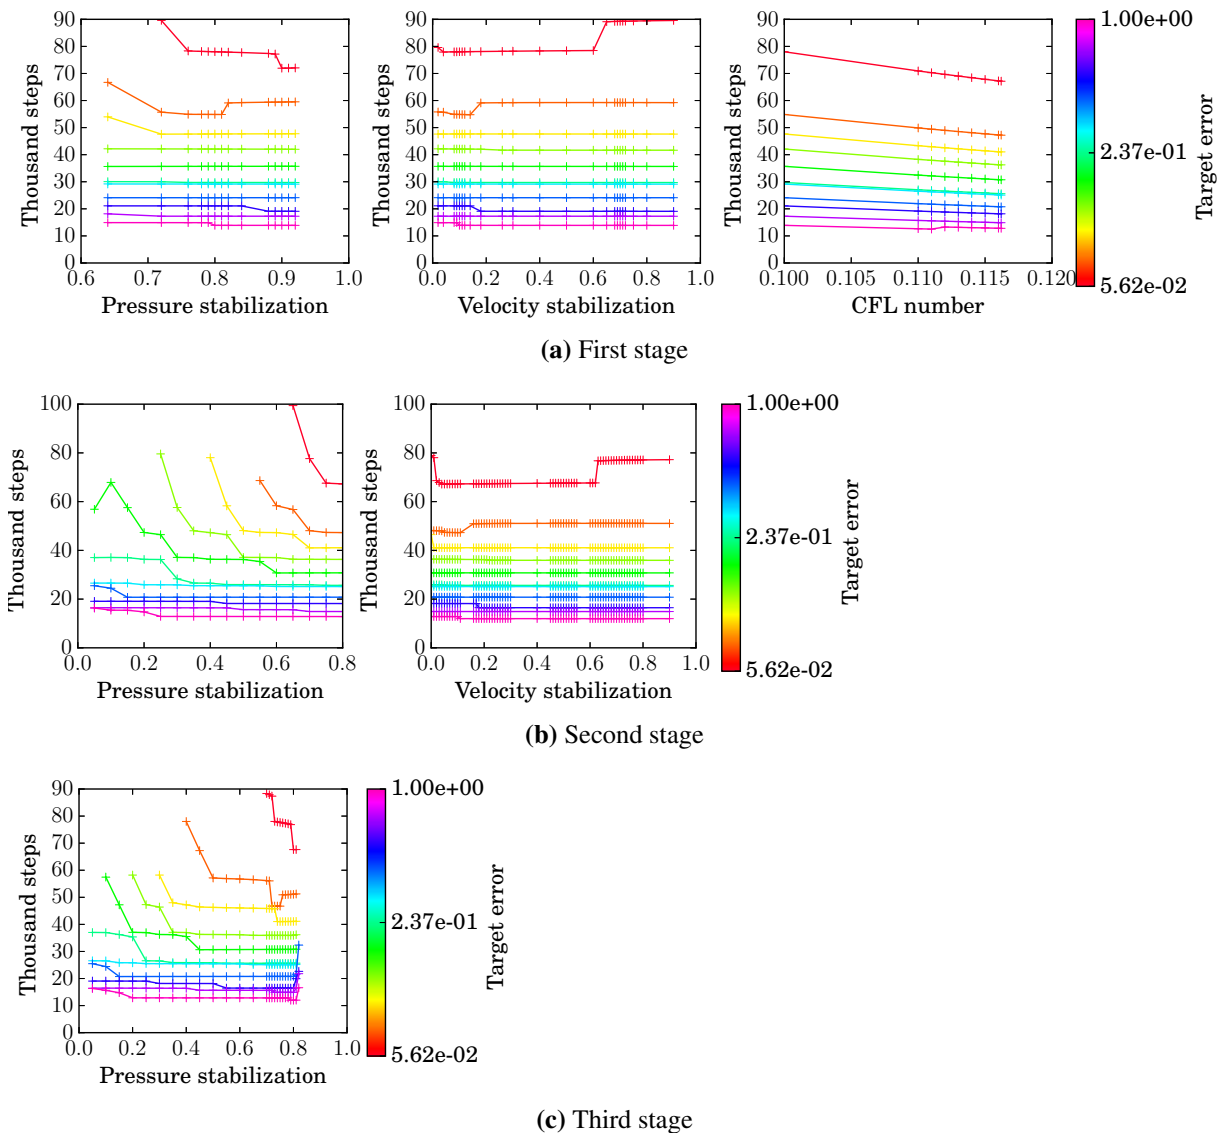 90
80
70
60
50
40
30
20
10
0
Thousand steps
0.6 0.7 0.8 0.9 1.0
Pressure stabilization
90
80
70
60
50
40
30
20
10
0
Thousand steps
0.0 0.2 0.4 0.6 0.8 1.0
Velocity stabilization
90
80
70
60
50
40
30
20
10
0
Thousand steps
0.100 0.105 0.110 0.115 0.120
CFL number
1.00e+00
2.37e-01
5.62e-02
Target error
(a) First stage
100
80
60
40
20
0
Thousand steps
0.0 0.2 0.4 0.6 0.8
Pressure stabilization
100
80
60
40
20
0
Thousand steps
0.0 0.2 0.4 0.6 0.8 1.0
Velocity stabilization
1.00e+00
2.37e-01
5.62e-02
Target error
(b) Second stage
90
80
70
60
50
40
30
20
10
0
Thousand steps
0.0 0.2 0.4 0.6 0.8 1.0
Pressure stabilization
1.00e+00
2.37e-01
5.62e-02
Target error
(c) Third stage